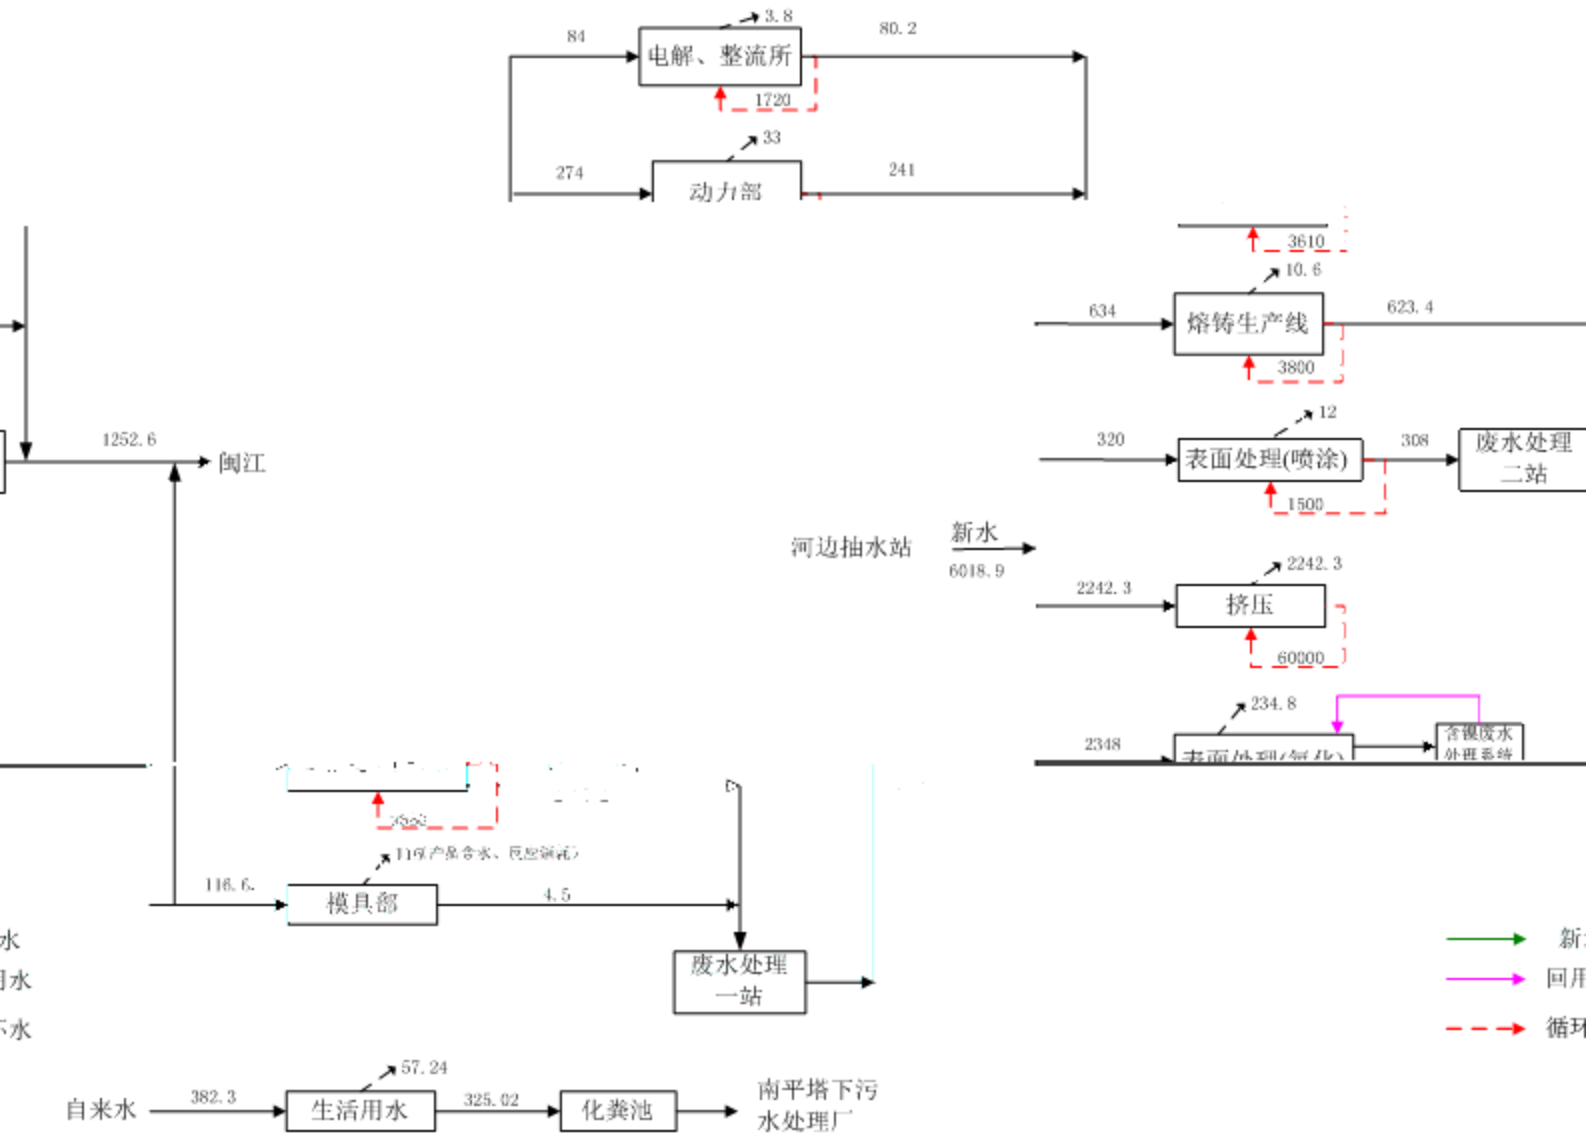 3.8
84
80.2
电解、整流所
1720
33
274
241
动力部
3610
10.6
634
623.4
熔铸生产线
3800
12
1252.6
320
308
闽江
表面处理(喷涂)
废水处理
二站
1500
新水
河边抽水站
6018.9
2242.3
2242.3
挤压
60000
234.8
2348
含镍废水
116.6
模具部
4.5
水
新
废水处理
一站
用水
回用
水
循环
57.24
自来水
382.3
生活用水
325.02
化粪池
南平塔下污
水处理厂